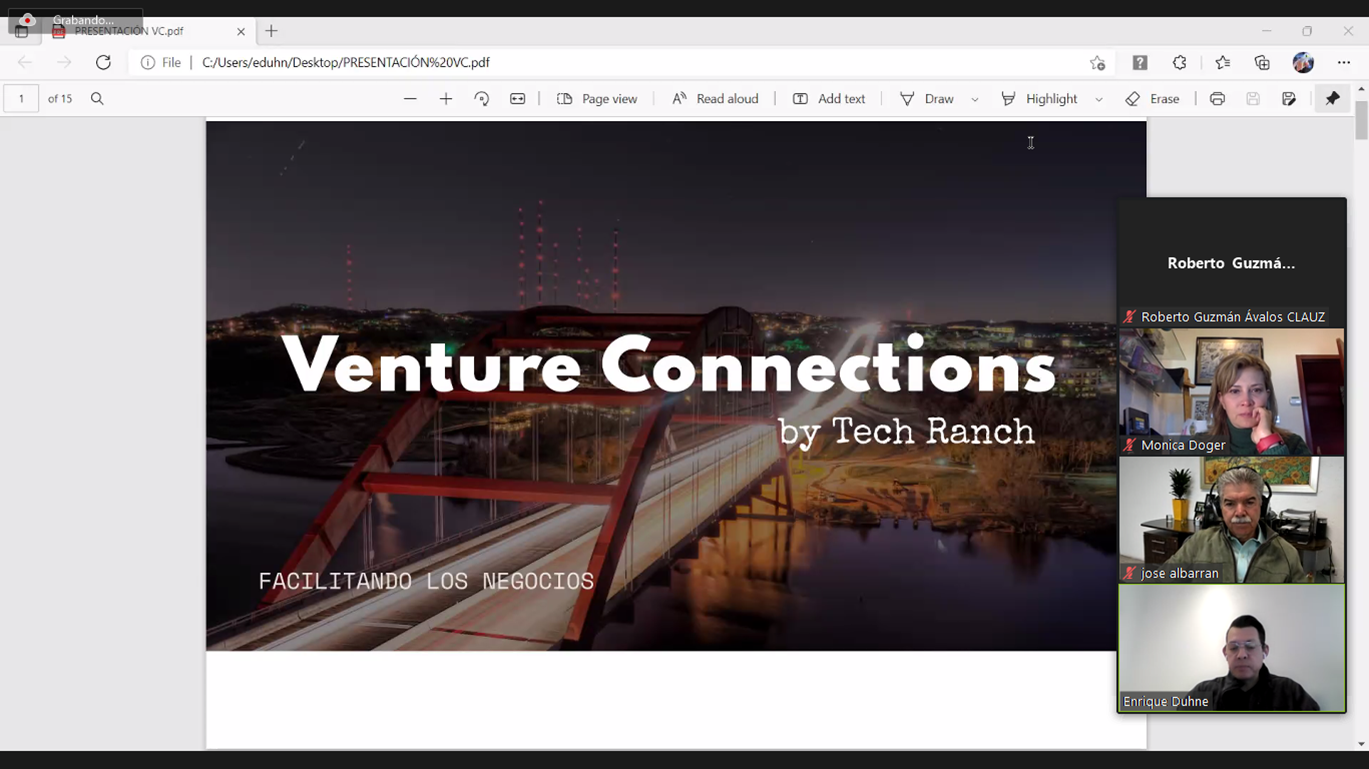 Grabando...
PRESENTACIÓN VC.pdf
File
C:/Users/eduhn/Desktop/PRESENTACIÓN%20VC.pdf
1 of 15
Page view
Read aloud
Add text
Draw
Highlight
Erase
Venture Connections
by Tech Ranch
FACILITANDO LOS NEGOCIOS
Roberto Guzmá...
Roberto Guzmán Ávalos CLAUZ
Monica Doger
jose albarran
Enrique Duhne